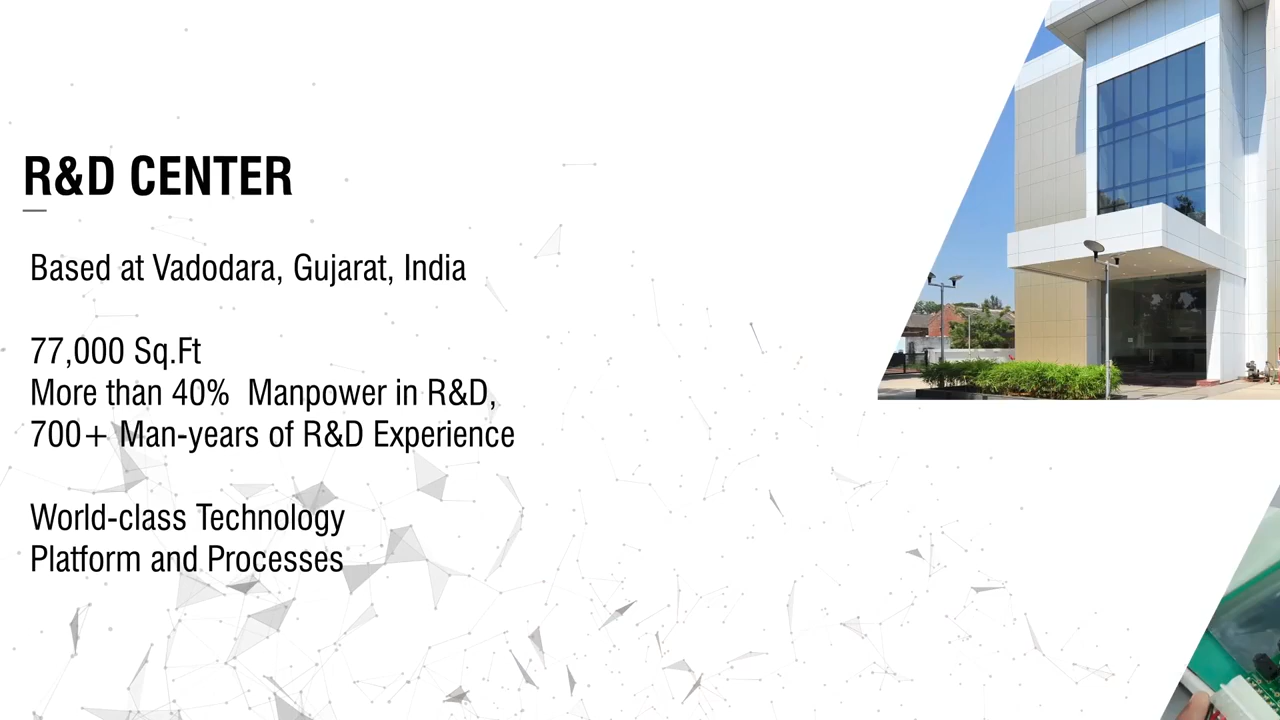 R&D CENTER
Based at Vadodara, Gujarat, India
77,000 Sq.Ft
More than 40%  Manpower in R&D,
700+ Man-years of R&D Experience
World-class Technology
Platform and Processes